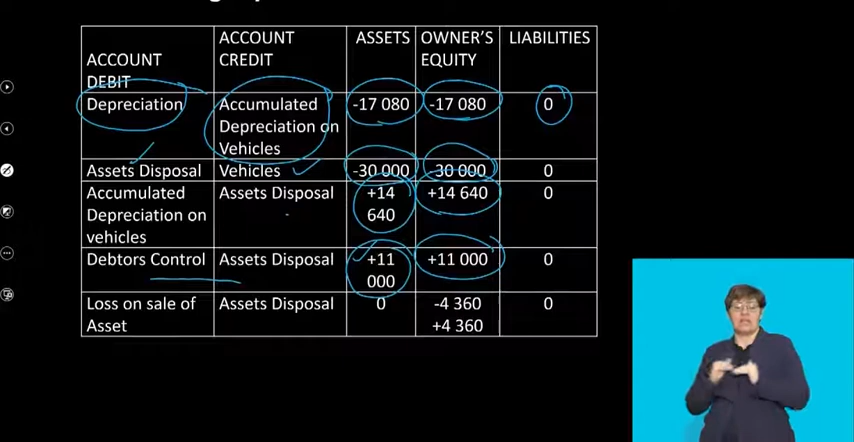 ACCOUNT DEBIT
ACCOUNT CREDIT
ASSETS
OWNER'S EQUITY
LIABILITIES
Depreciation
Accumulated
Depreciation on
Vehicles
-17 080
-17 080
0
Assets Disposal
Vehicles
-30 000
-30 000
0
Accumulated
Depreciation on
vehicles
Assets Disposal
+14
640
+14 640
0
Debtors Control
Assets Disposal
+11
000
+11 000
0
Loss on sale of
Asset
Assets Disposal
0
-4 360
+4 360
0